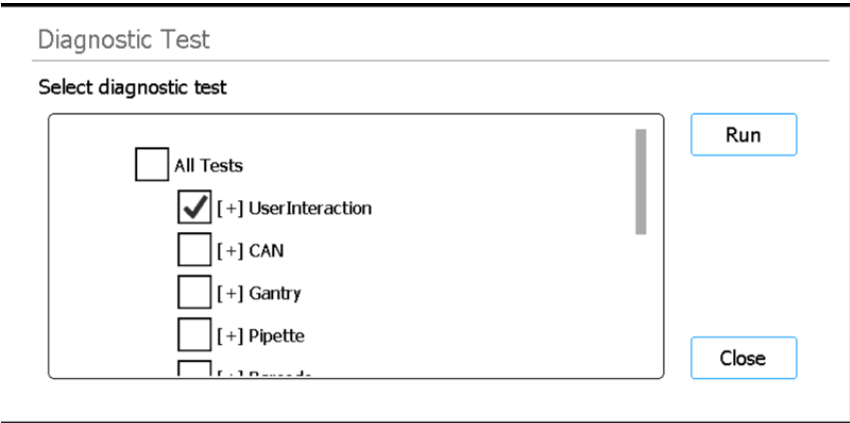 Diagnostic Test
Select diagnostic test
Run
All Tests
[+] UserInteraction
[+] CAN
[+] Gantry
[+] Pipette
Close